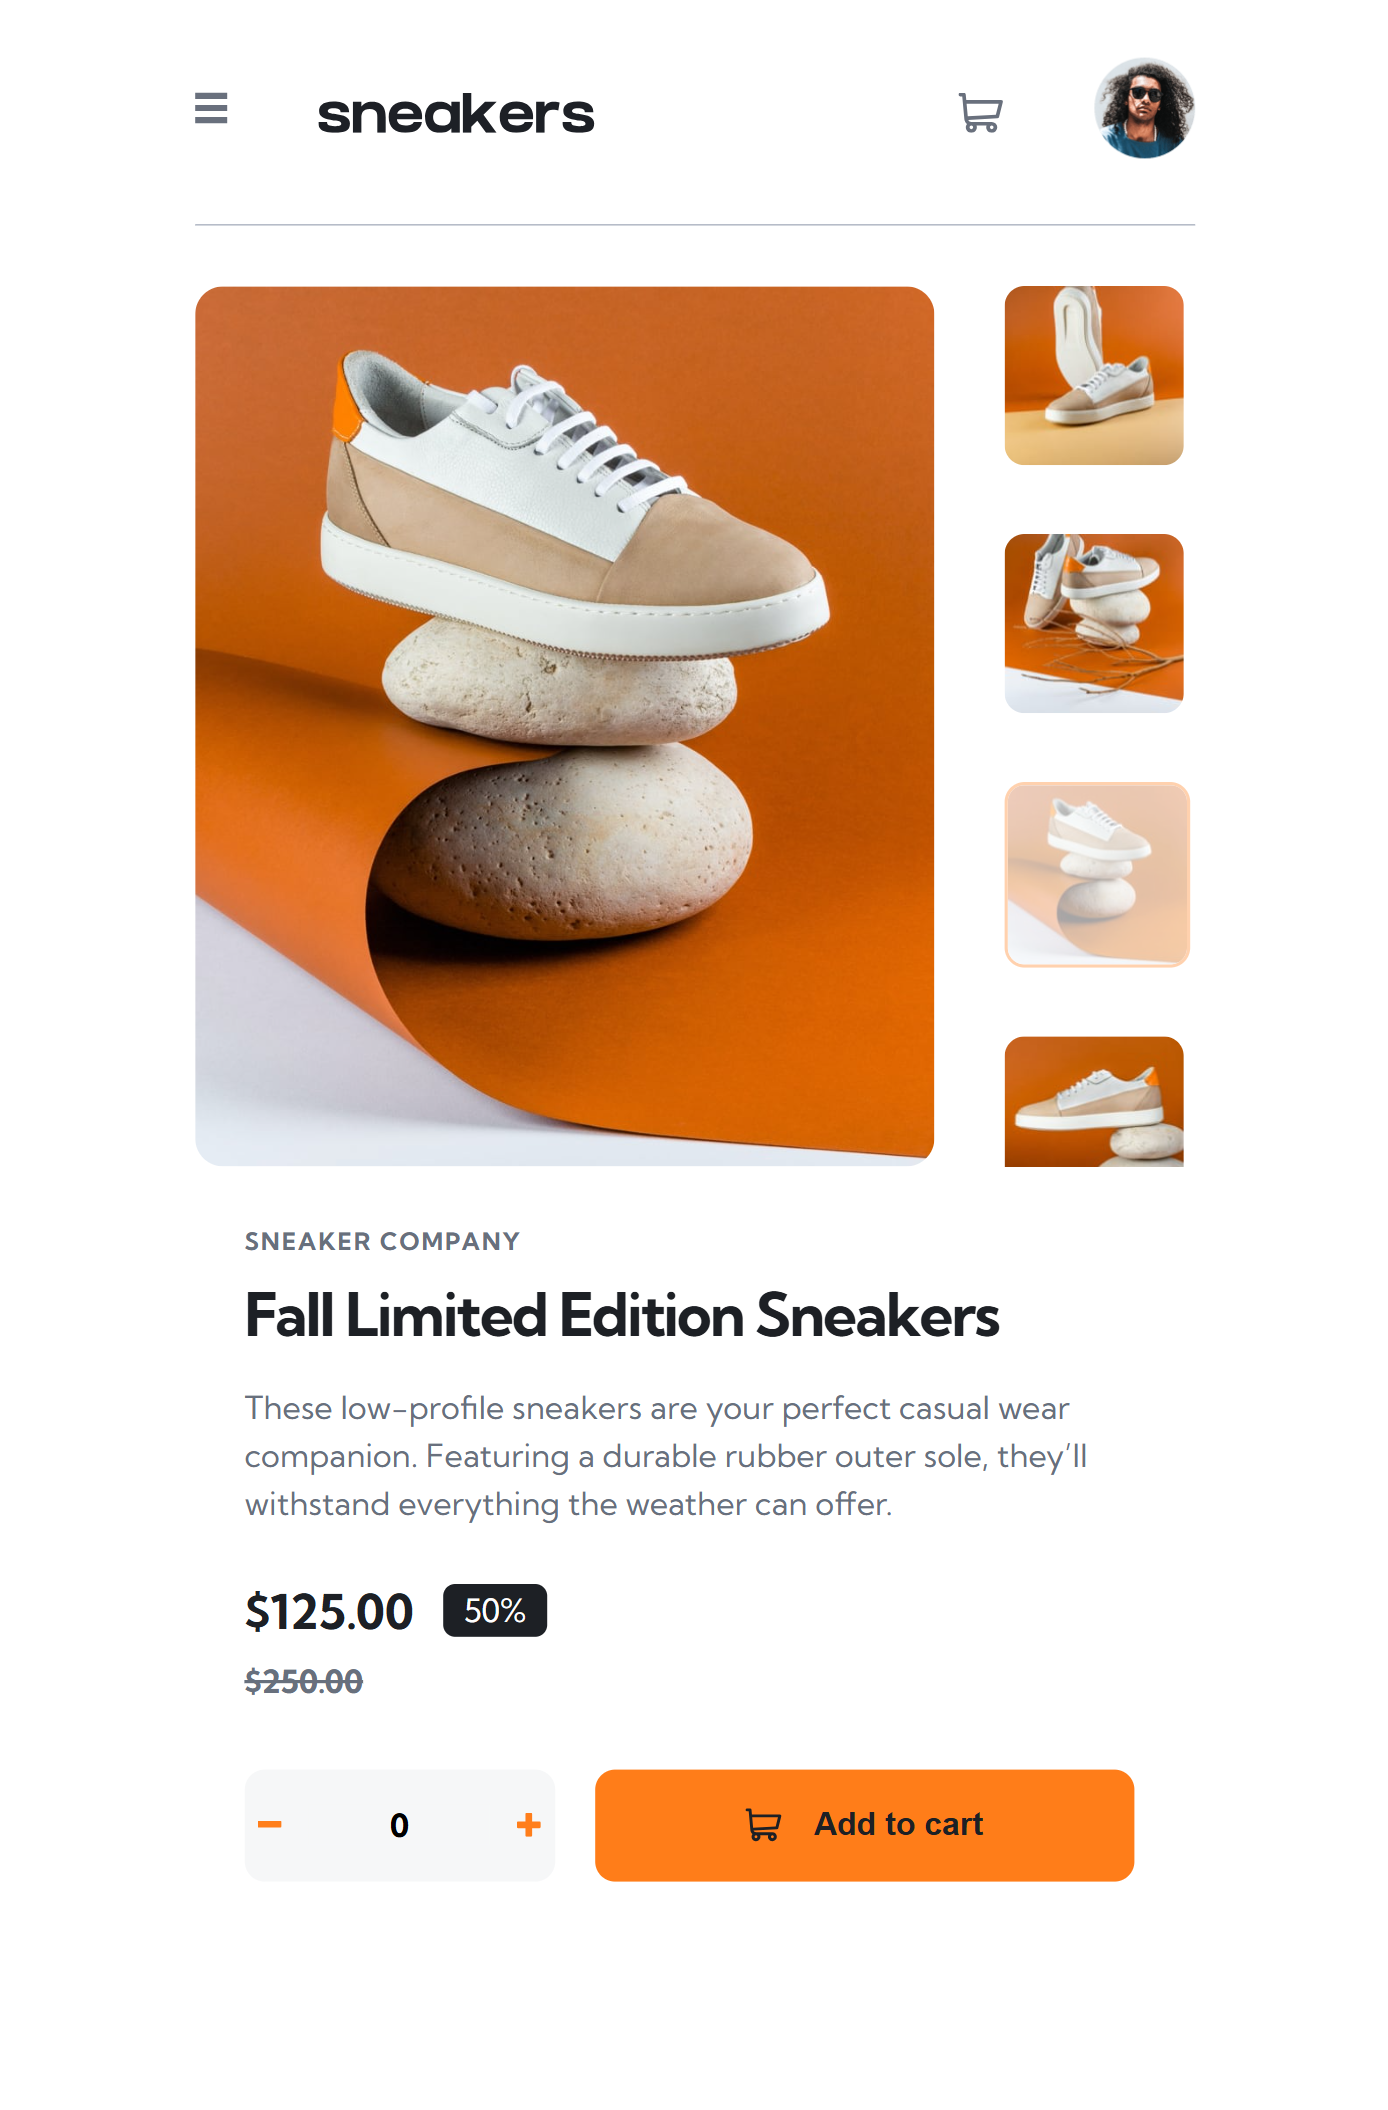 sneakers
SNEAKER COMPANY
Fall Limited Edition Sneakers
These low-profile sneakers are your perfect casual wear
companion. Featuring a durable rubber outer sole, they’ll
withstand everything the weather can offer.
$125.00 50%
$250.00
0 Add to cart